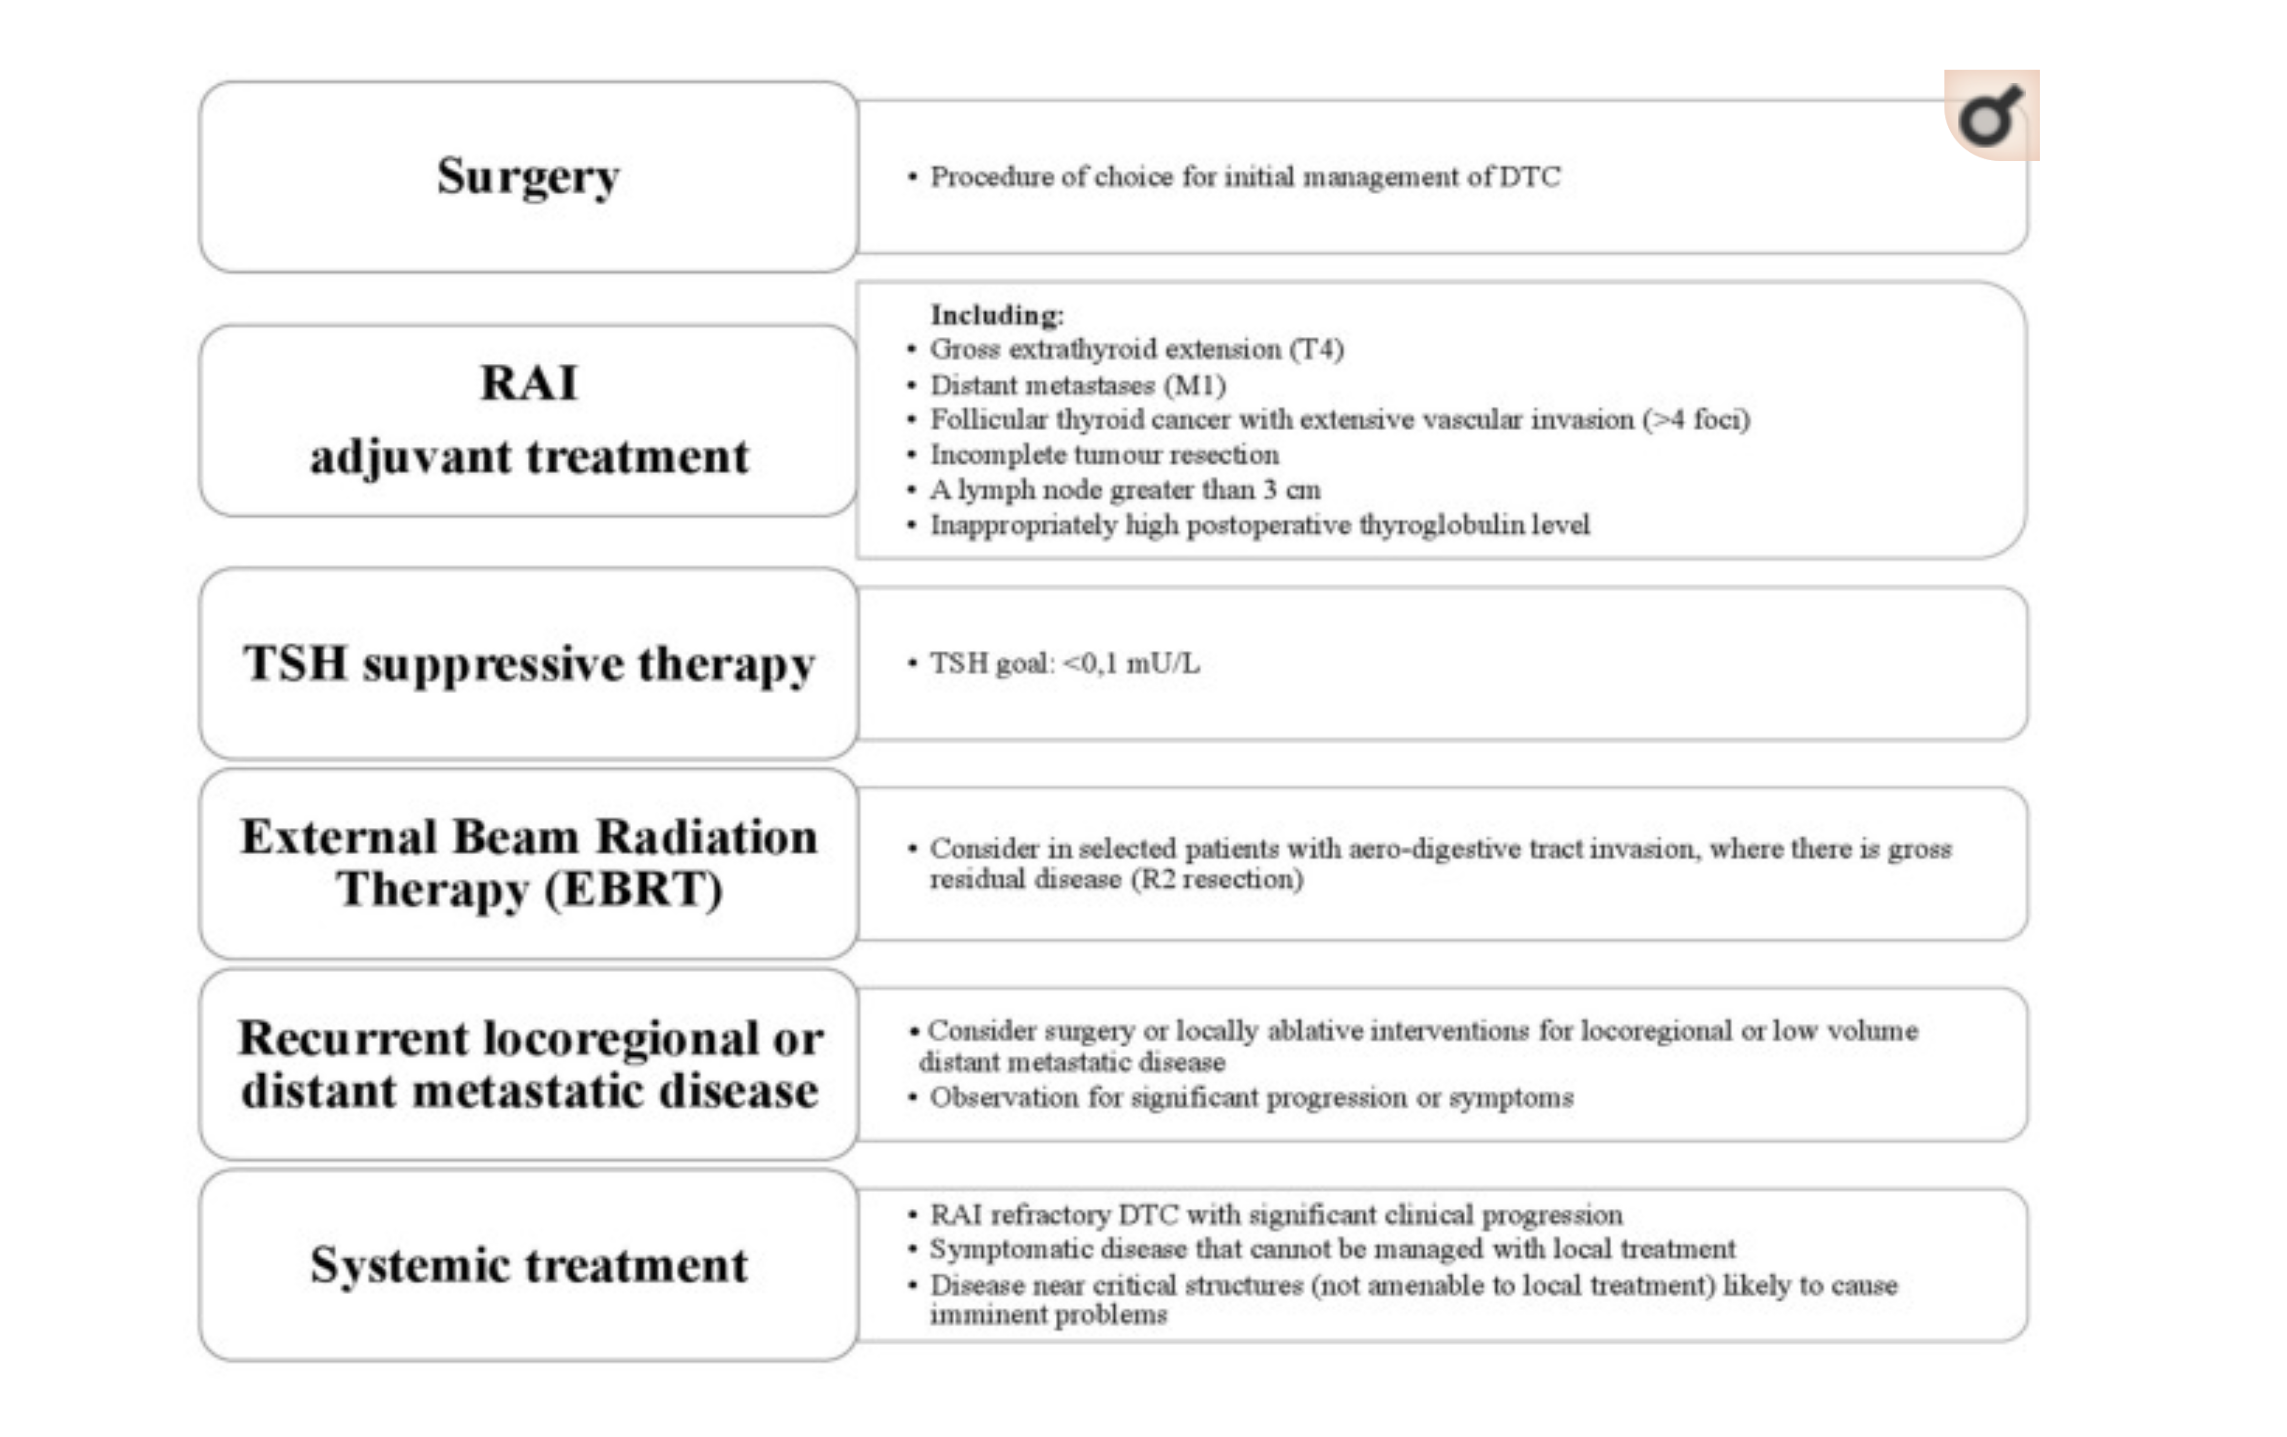 Surgery
• Procedure of choice for initial management of DTC
RAI
adjuvant treatment
Including:
• Gross extrathyroid extension (T4)
• Distant metastases (M1)
• Follicular thyroid cancer with extensive vascular invasion (>4 foci)
• Incomplete tumour resection
• A lymph node greater than 3 cm
• Inappropriately high postoperative thyroglobulin level
TSH suppressive therapy
• TSH goal: <0,1 mU/L
External Beam Radiation
Therapy (EBRT)
• Consider in selected patients with aero-digestive tract invasion, where there is gross
residual disease (R2 resection)
Recurrent locoregional or
distant metastatic disease
• Consider surgery or locally ablative interventions for locoregional or low volume
distant metastatic disease
• Observation for significant progression or symptoms
Systemic treatment
• RAI refractory DTC with significant clinical progression
• Symptomatic disease that cannot be managed with local treatment
• Disease near critical structures (not amenable to local treatment) likely to cause
imminent problems